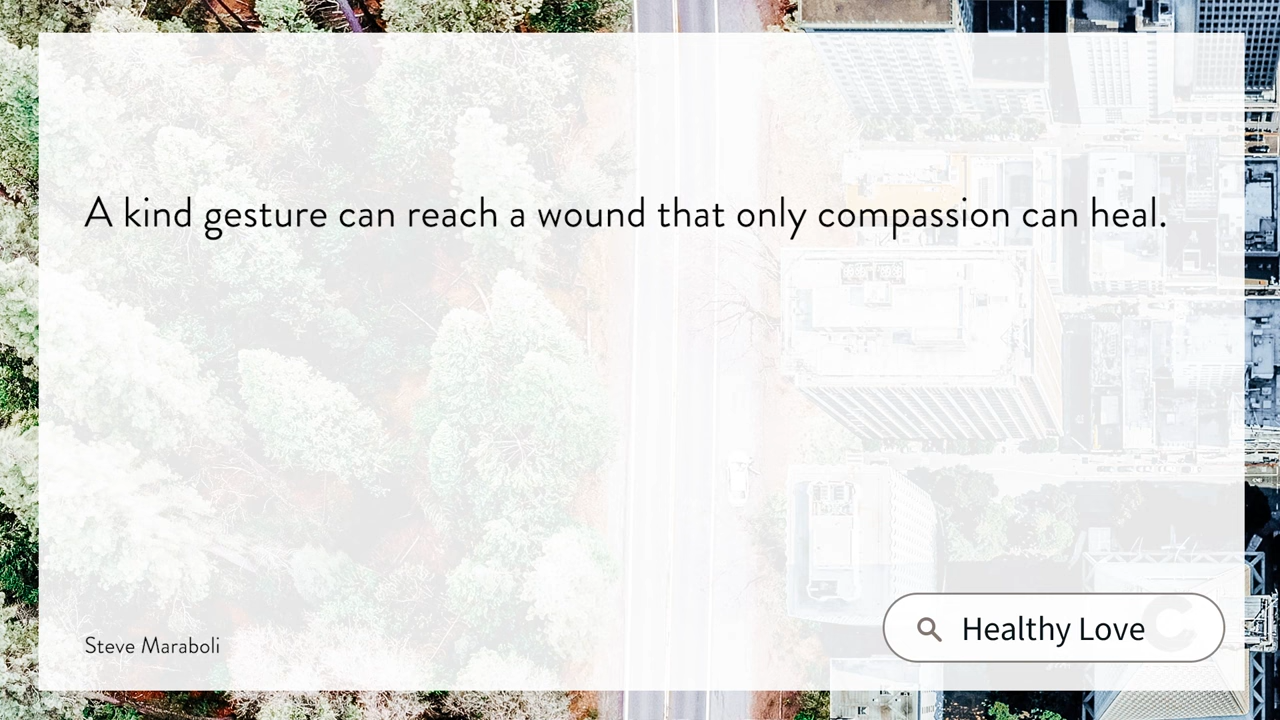 A kind gesture can reach a wound that only compassion can heal.
Steve Maraboli
Healthy Love